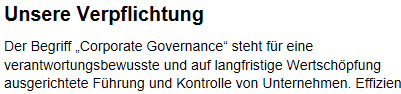 Unsere Verpflichtung
Der Begriff „Corporate Governance“ steht für eine
verantwortungsbewusste und auf langfristige Wertschöpfung
ausgerichtete Führung und Kontrolle von Unternehmen. Effizien